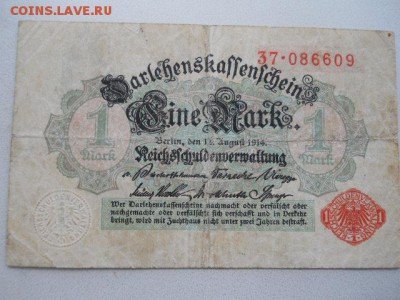 COINS.LAVE.RU
37·086609
Darlehenskassenschein
Eine Mark.
1 1
Mark Mark
Berlin, den 12. August 1914.
Reichsschuldenverwaltung
Wer Darlehenskassenscheine nachmacht oder verfälscht oder
nachgemachte oder verfälschte sich verschafft und in Verkehr
bringt, wird mit Zuchthaus nicht unter zwei Jahren bestraft.
1 1